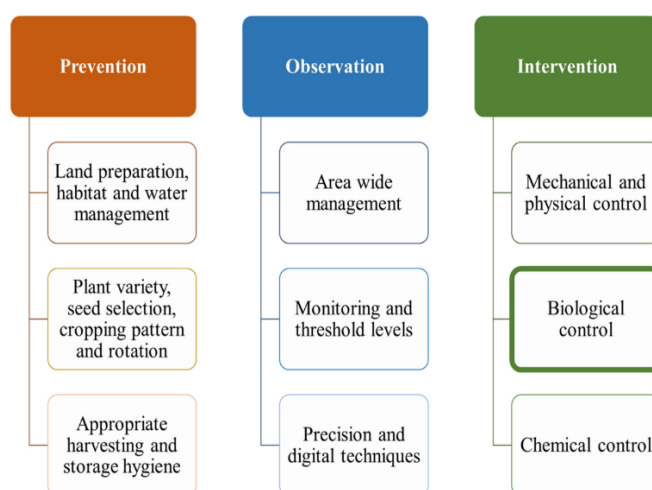 Prevention
Land preparation,
habitat and water
management
Plant variety,
seed selection,
cropping pattern
and rotation
Appropriate
harvesting and
storage hygiene
Observation
Area wide
management
Monitoring and
threshold levels
Precision and
digital techniques
Intervention
Mechanical and
physical control
Biological
control
Chemical control